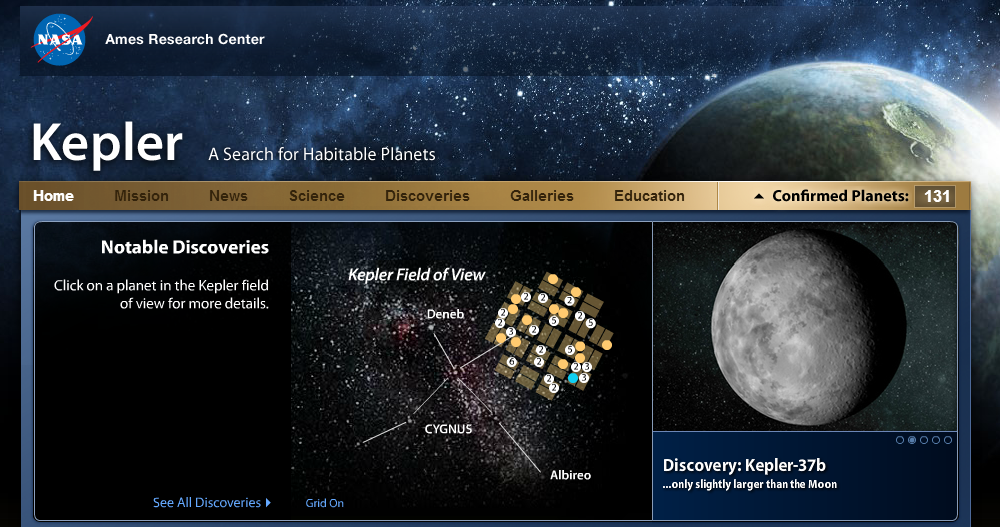 NASA
Ames Research Center
Kepler
A Search for Habitable Planets
Home Mission News Science Discoveries Galleries Education Confirmed Planets: 131
Notable Discoveries
Click on a planet in the Kepler field
of view for more details.
See All Discoveries
Kepler Field of View
Deneb
CYGNUS
Albireo
Grid On
2 2 2
2 5 2 5
2 3 2
2 5
6 2 2 3
2 3
2
Discovery: Kepler-37b
...only slightly larger than the Moon